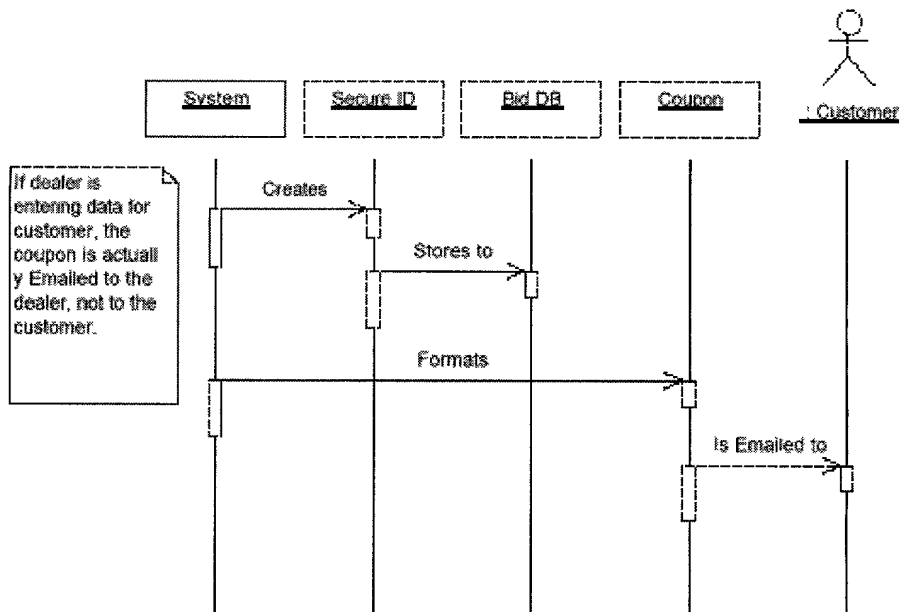 System
Secure ID
Bid DB
Coupon
: Customer
If dealer is
entering data for
customer, the
coupon is actuall
y Emailed to the
dealer, not to the
customer.
Creates
Stores to
Formats
Is Emailed to